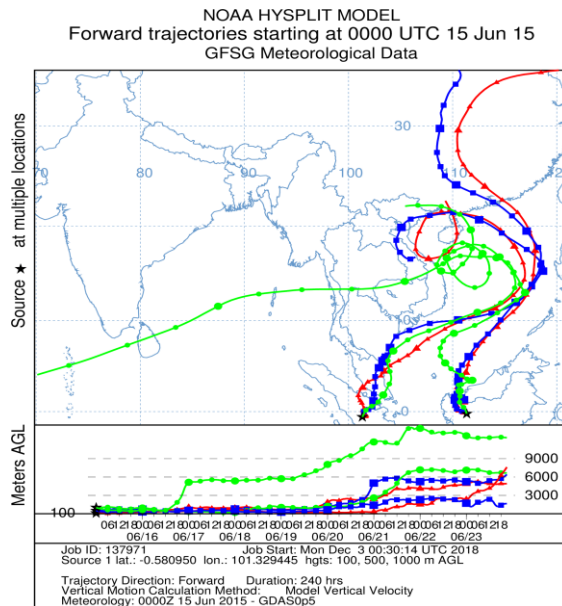 NOAA HYSPLIT MODEL
Forward trajectories starting at 0000 UTC 15 Jun 15
GFSG Meteorological Data
Source ★ at multiple locations
30
70 80 90 100 110
0
Meters AGL
9000
6000
3000
100
06/16 06/17 06/18 06/19 06/20 06/21 06/22 06/23
Job ID: 137971 Job Start: Mon Dec 3 00:30:14 UTC 2018
Source 1 lat.: -0.580950 lon.: 101.329445 hgts: 100, 500, 1000 m AGL
Trajectory Direction: Forward Duration: 240 hrs
Vertical Motion Calculation Method: Model Vertical Velocity
Meteorology: 0000Z 15 Jun 2015 - GDAS0p5